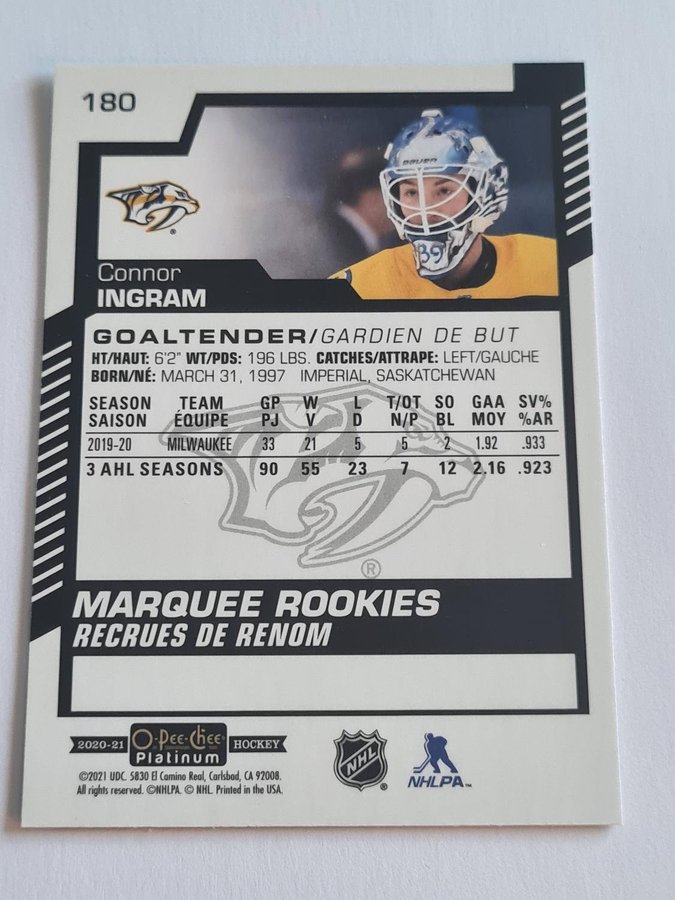 180
BAUER
39
Connor
INGRAM
GOALTENDER/GARDIEN DE BUT
HT/HAUT: 6'2" WT/PDS: 196 LBS. CATCHES/ATTRAPE: LEFT/GAUCHE
BORN/NÉ: MARCH 31, 1997 IMPERIAL, SASKATCHEWAN
SEASON TEAM GP W L T/OT SO GAA SV%
SAISON ÉQUIPE PJ V D N/P BL MOY %AR
2019-20 MILWAUKEE 33 21 5 5 2 1.92 .933
3 AHL SEASONS 90 55 23 7 12 2.16 .923
®
MARQUEE ROOKIES
RECRUES DE RENOM
2020-21 O-Pee-Chee Platinum HOCKEY
NHL ®
NHLPA™
©2021 UDC. 5830 El Camino Real, Carlsbad, CA 92008.
All rights reserved. ©NHLPA. © NHL. Printed in the USA.